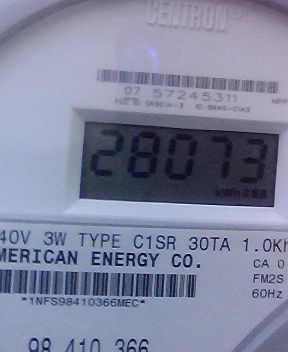 CENTRON®
07 57245311
28073
kWh
40V 3W TYPE C1SR 30TA 1.0Kh
MERICAN ENERGY CO.
CA 0
FM2S
60Hz
*1NFS98410366MEC*
98 410 366